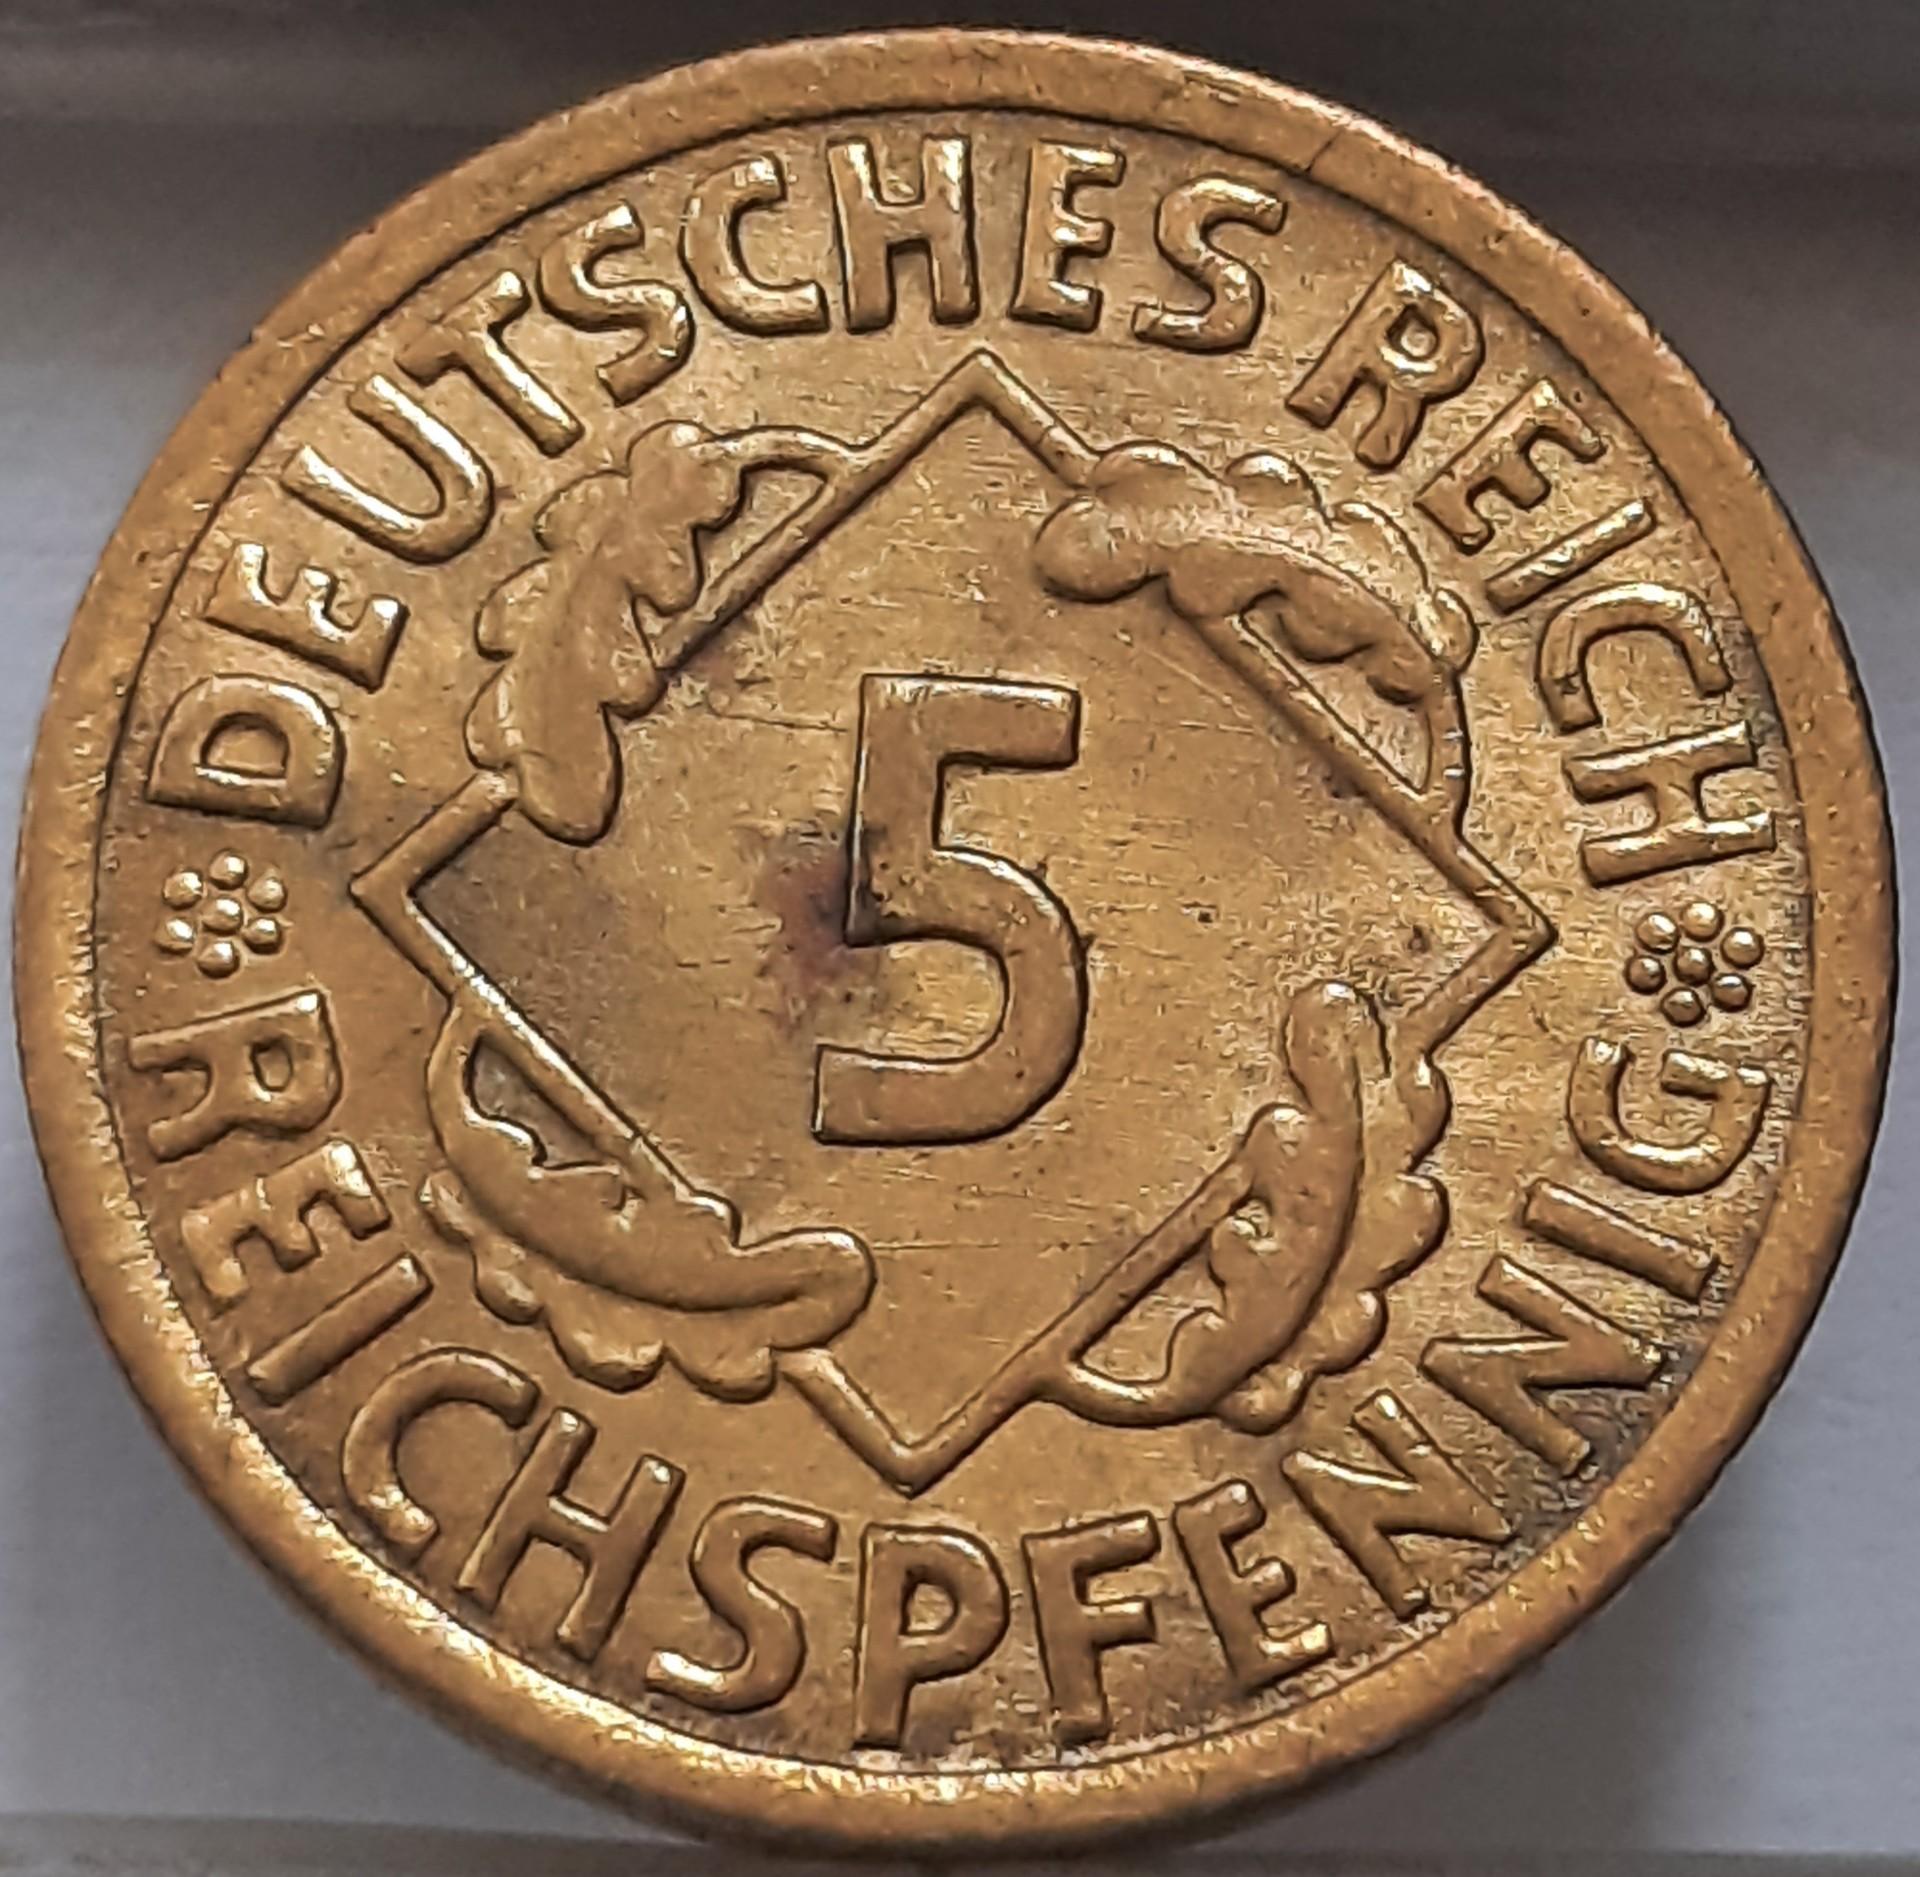 DEUTSCHES REICH
5
REICHSPFENNIG